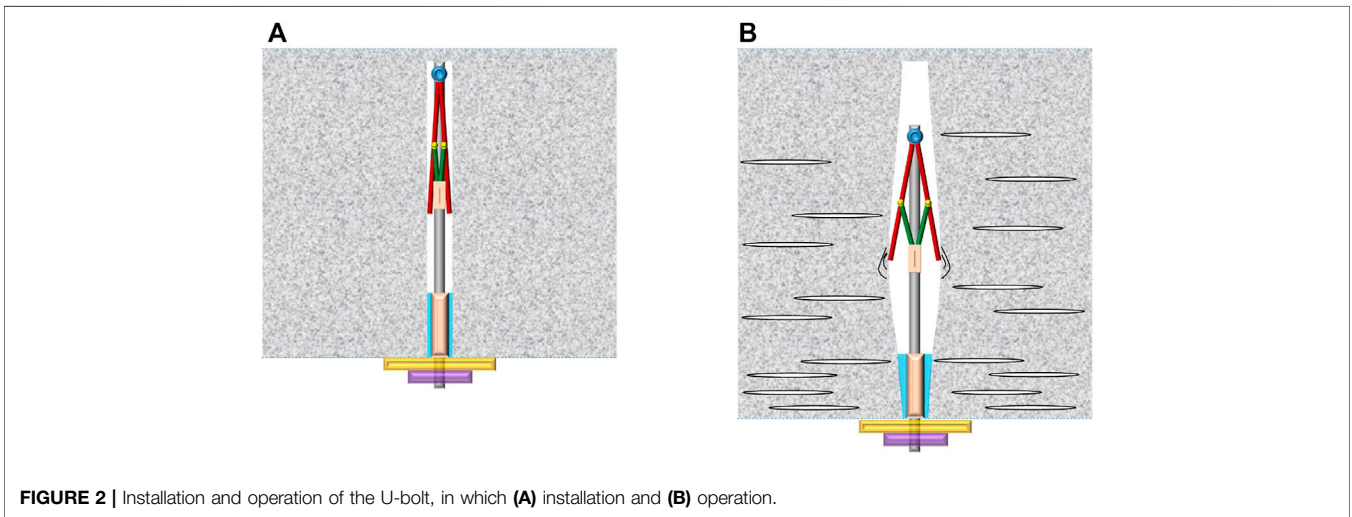 A
B
FIGURE 2 | Installation and operation of the U-bolt, in which (A) installation and (B) operation.